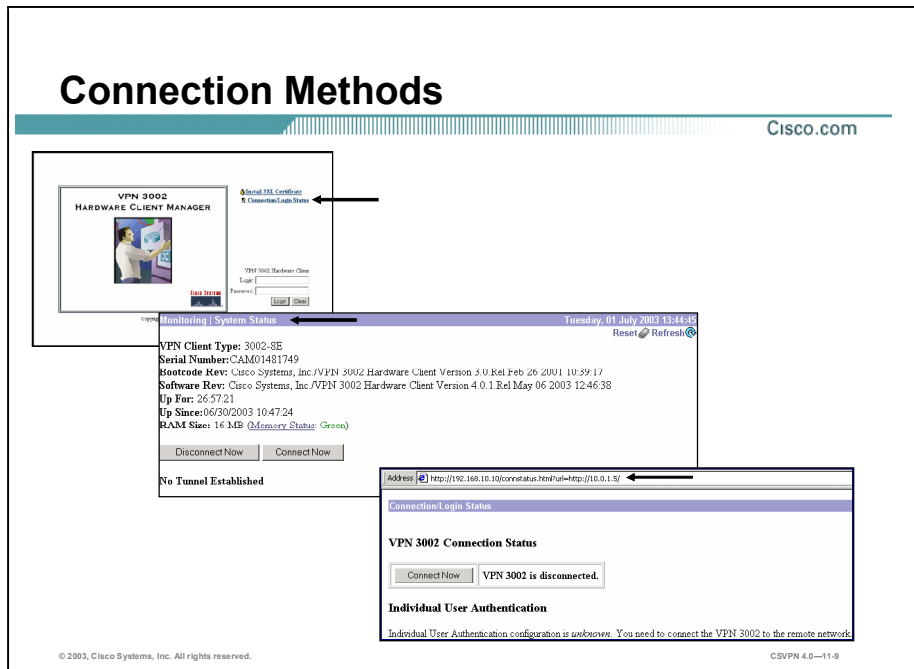 Connection Methods
Cisco.com
VPN 3002
HARDWARE CLIENT MANAGER
Install SSL Certificate
Connection/Login Status
VPN 3002 Hardware Client
Login:
Password:
Login Clear
CISCO SYSTEMS
Monitoring | System Status Tuesday, 01 July 2003 13:44:45
Reset Refresh
VPN Client Type: 3002-8E
Serial Number:CAM01481749
Bootcode Rev: Cisco Systems, Inc./VPN 3002 Hardware Client Version 3.0.Rel Feb 26 2001 10:39:17
Software Rev: Cisco Systems, Inc./VPN 3002 Hardware Client Version 4.0.1.Rel May 06 2003 12:46:38
Up For: 26:57:21
Up Since:06/30/2003 10:47:24
RAM Size: 16 MB (Memory Status: Green)
Disconnect Now Connect Now
No Tunnel Established
Address http://192.168.10.10/connstatus.html?url=http://10.0.1.5/
Connection/Login Status
VPN 3002 Connection Status
Connect Now VPN 3002 is disconnected.
Individual User Authentication
Individual User Authentication configuration is unknown. You need to connect the VPN 3002 to the remote network.
© 2003, Cisco Systems, Inc. All rights reserved. CSVPN 4.0—11-9